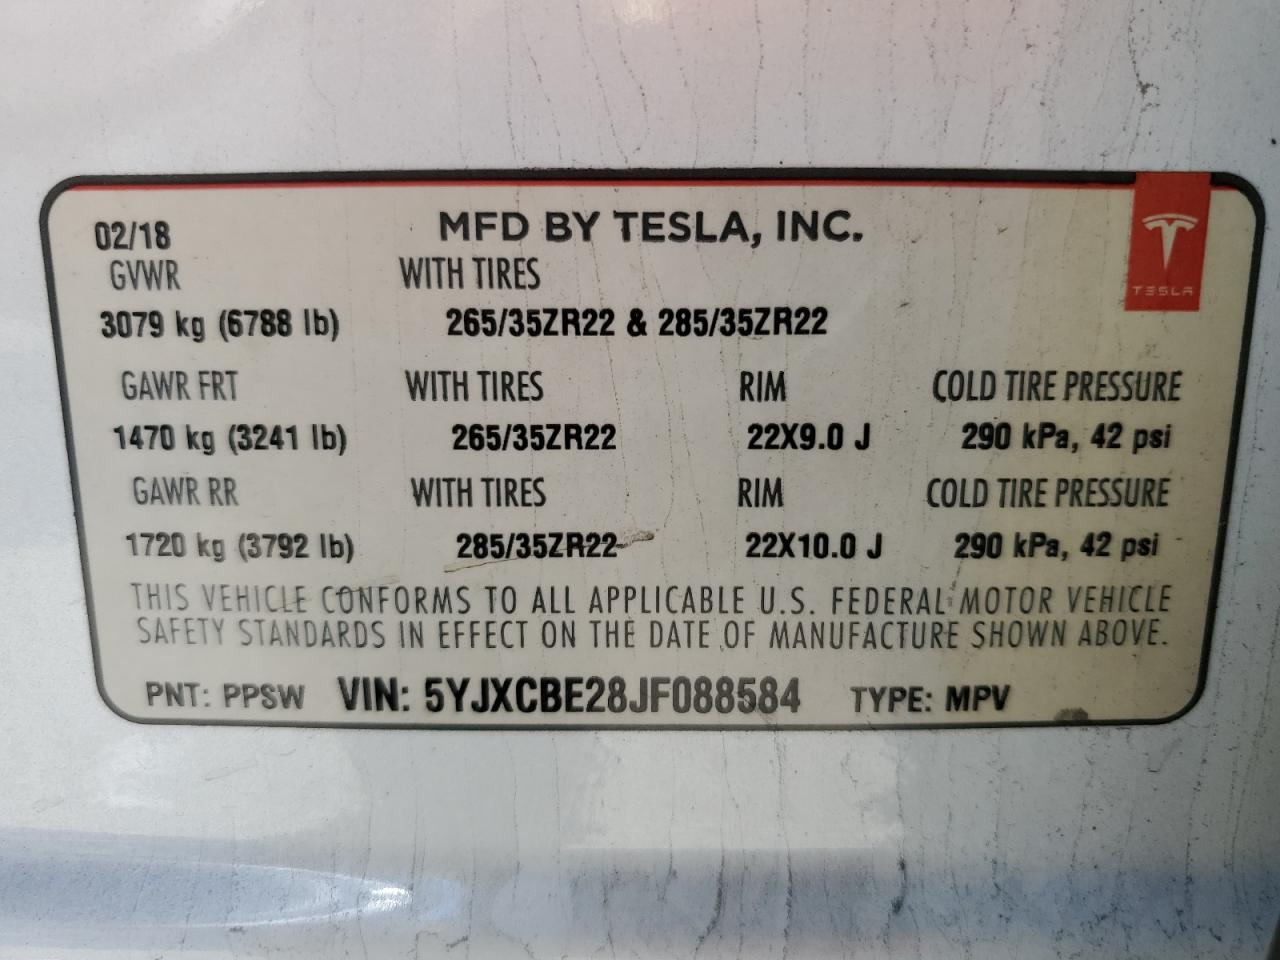 02/18 MFD BY TESLA, INC.
TESLA
GVWR WITH TIRES
3079 kg (6788 lb) 265/35ZR22 & 285/35ZR22
GAWR FRT WITH TIRES RIM COLD TIRE PRESSURE
1470 kg (3241 lb) 265/35ZR22 22X9.0 J 290 kPa, 42 psi
GAWR RR WITH TIRES RIM COLD TIRE PRESSURE
1720 kg (3792 lb) 285/35ZR22 22X10.0 J 290 kPa, 42 psi
THIS VEHICLE CONFORMS TO ALL APPLICABLE U.S. FEDERAL MOTOR VEHICLE
SAFETY STANDARDS IN EFFECT ON THE DATE OF MANUFACTURE SHOWN ABOVE.
PNT: PPSW VIN: 5YJXCBE28JF088584 TYPE: MPV